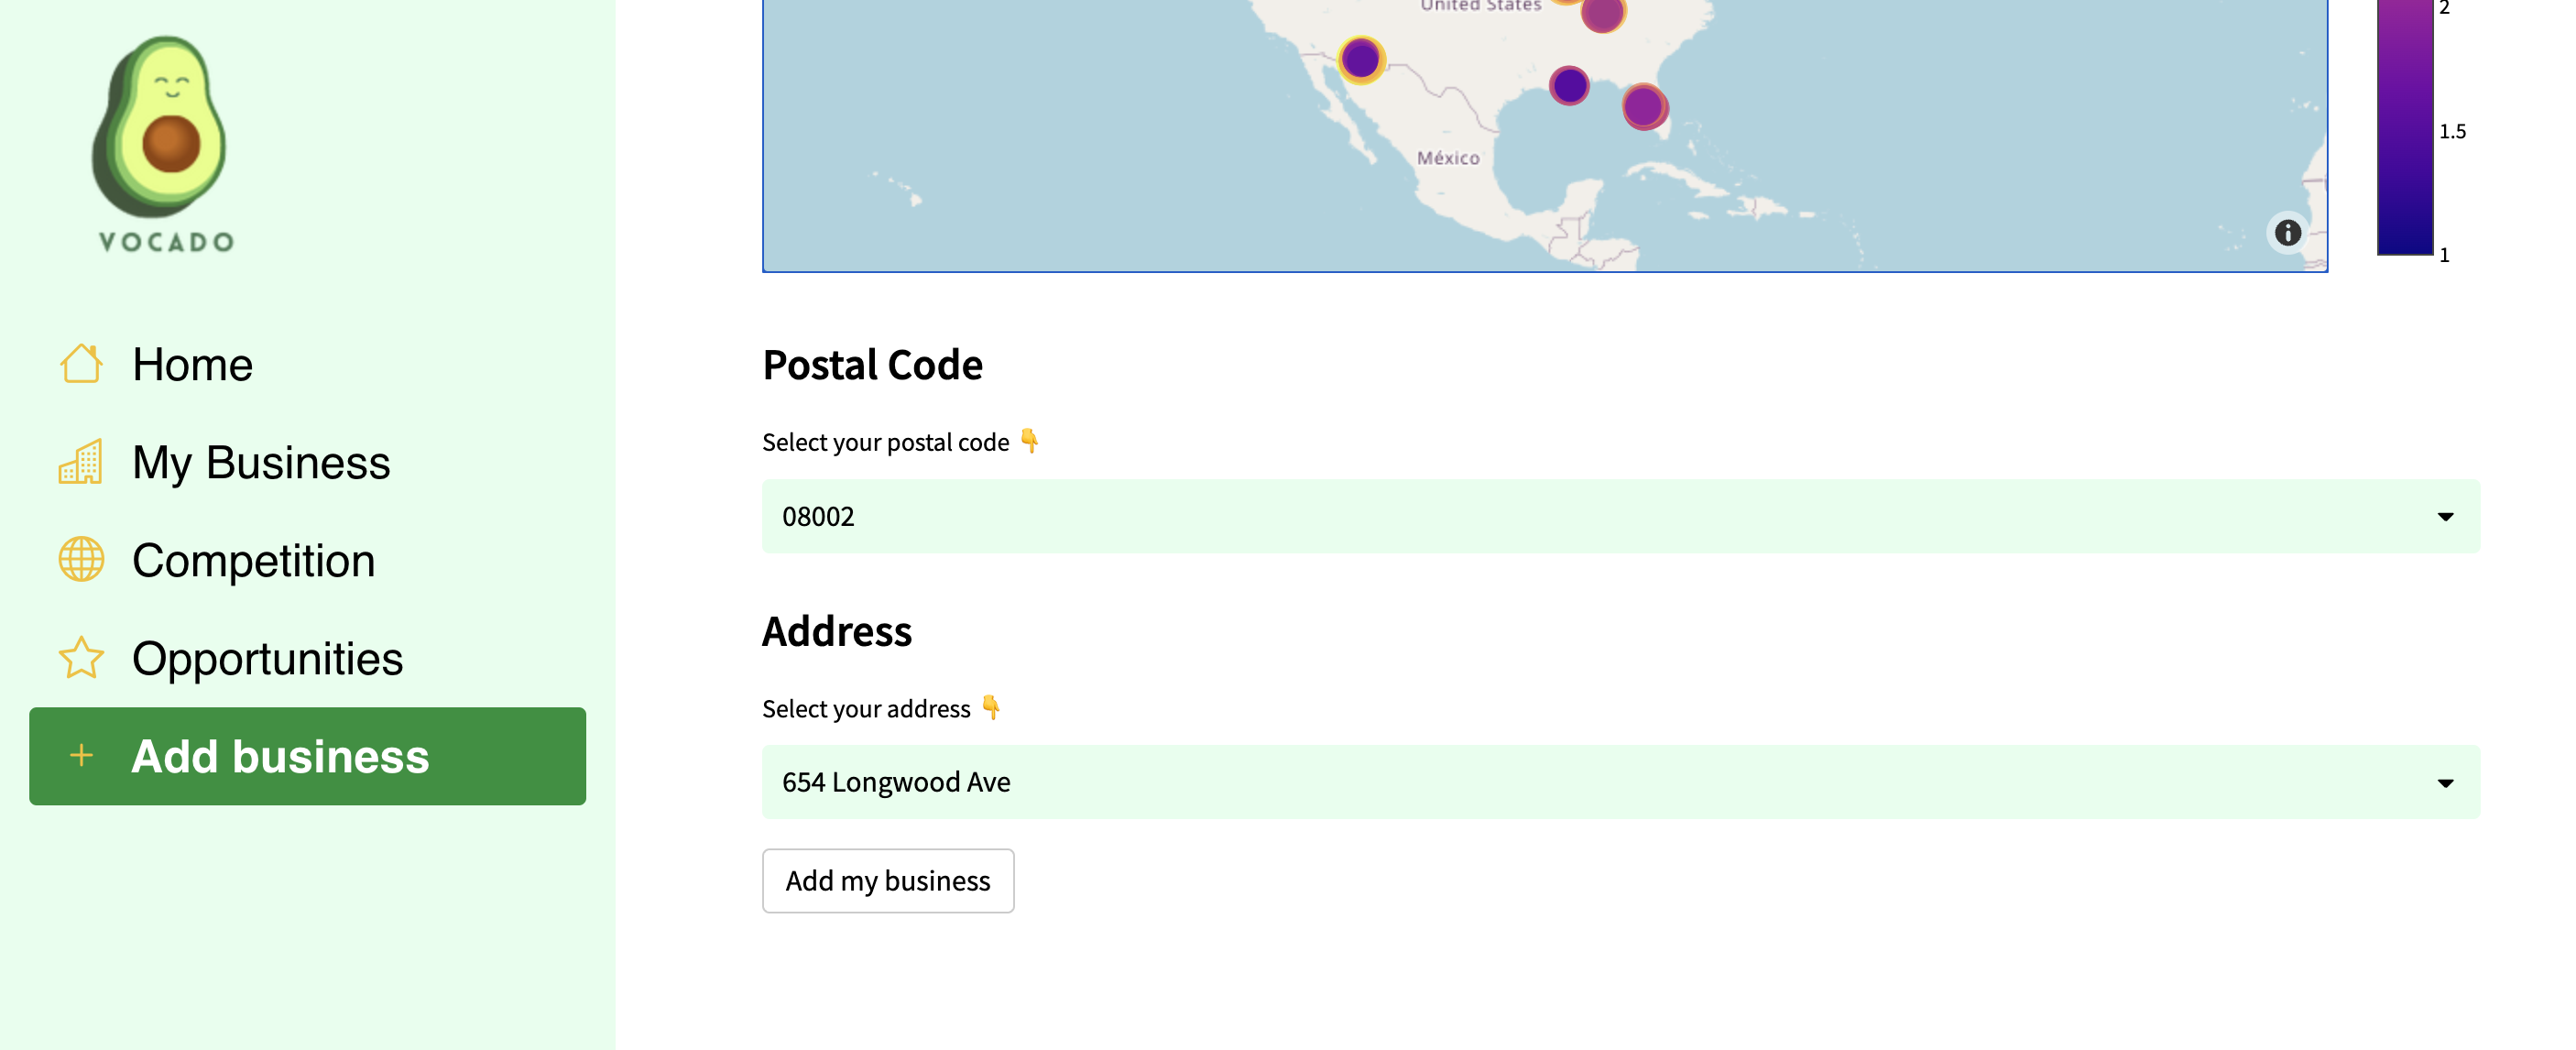 VOCADO
Home
My Business
Competition
Opportunities
+ Add business
United States
México
2
1.5
1
Postal Code
Select your postal code 👇
08002
Address
Select your address 👇
654 Longwood Ave
Add my business